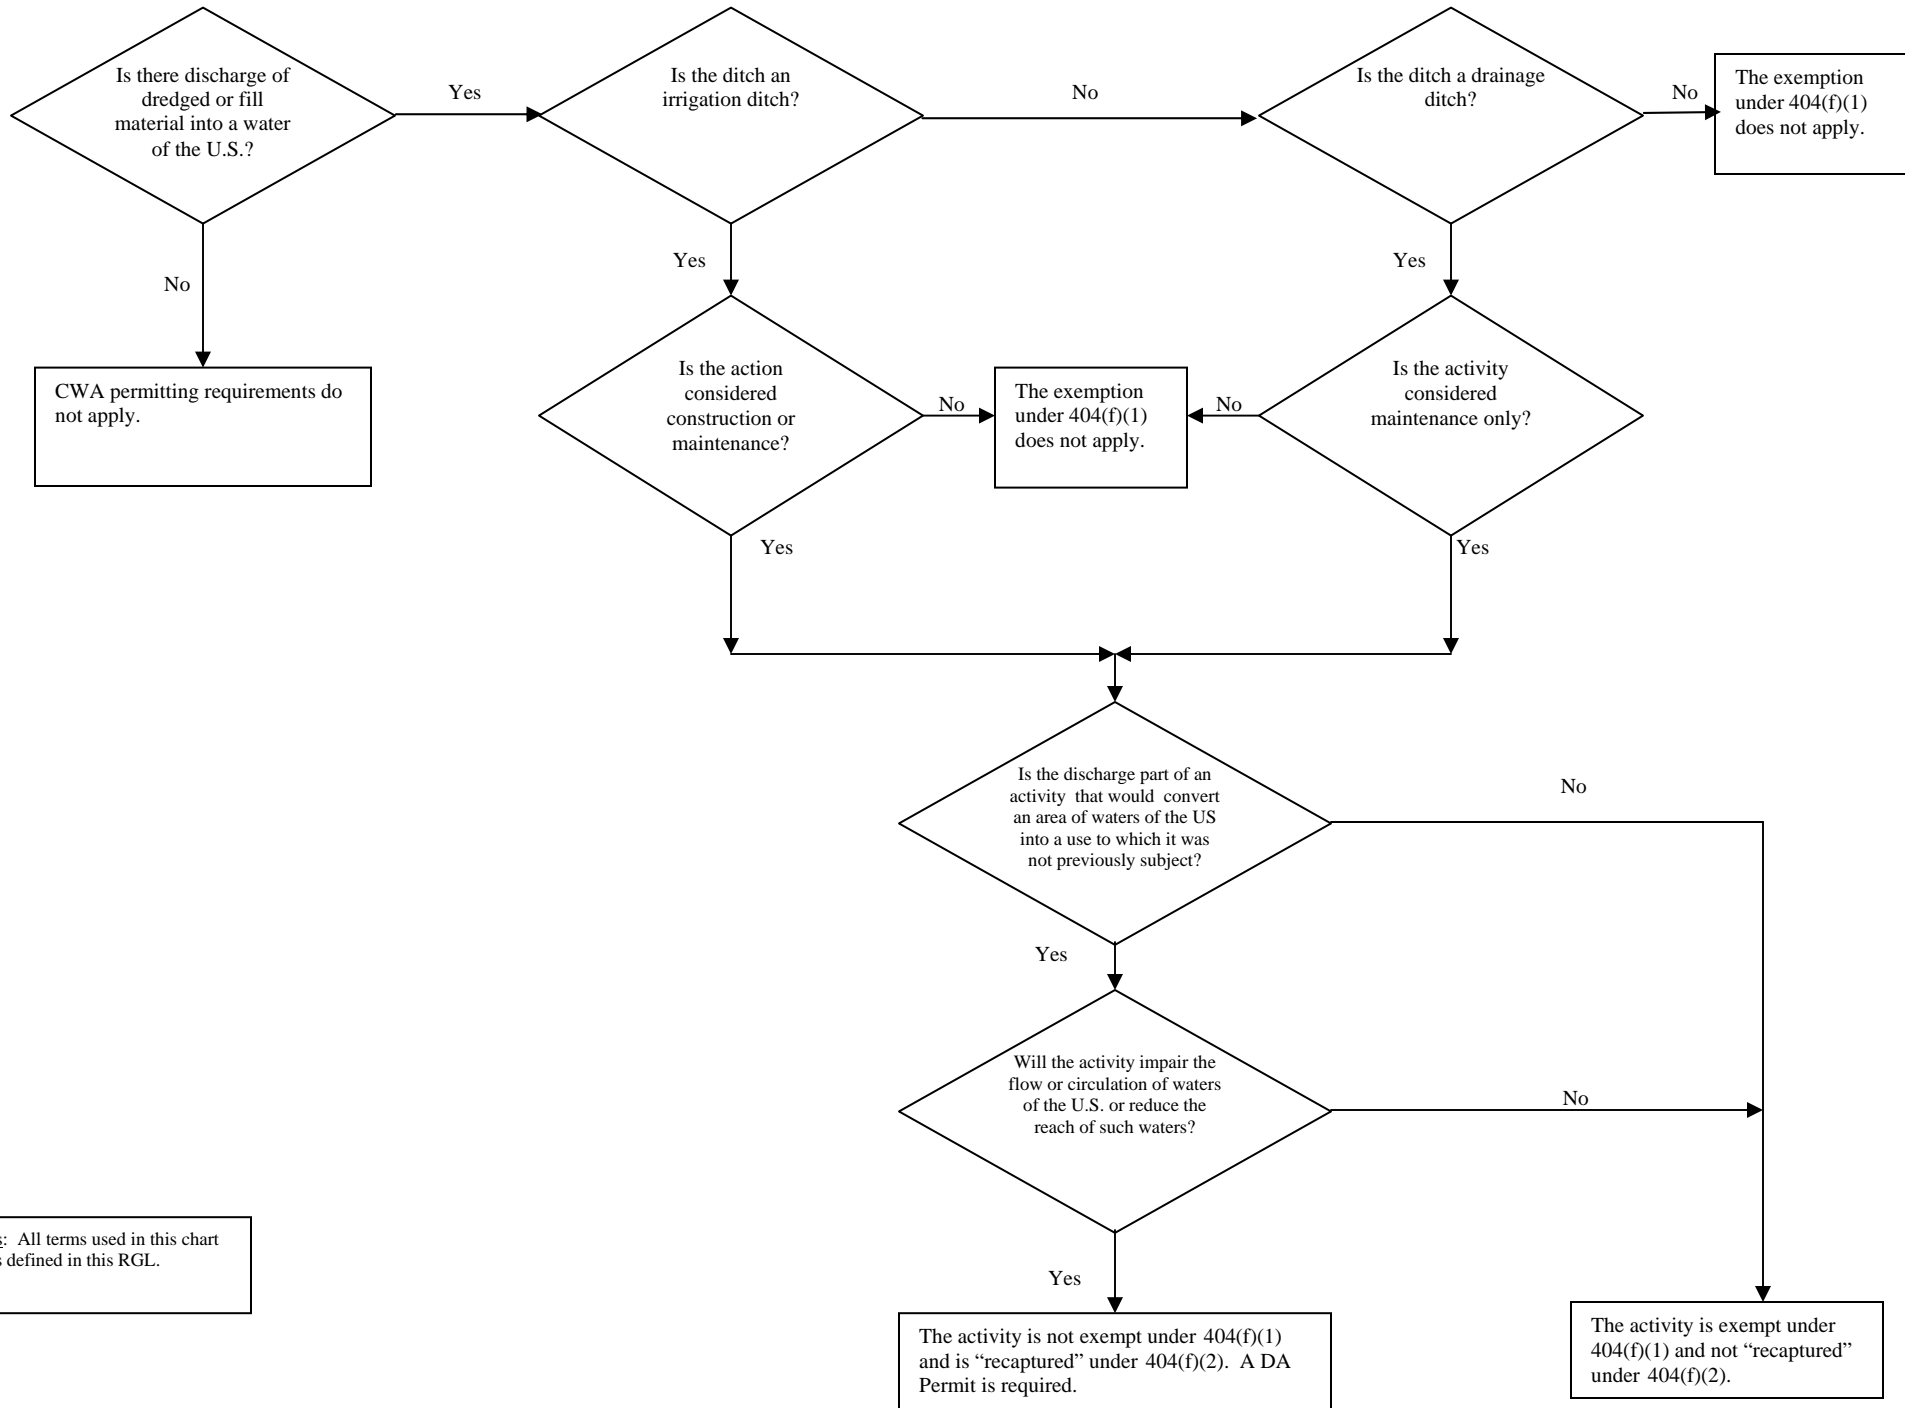 Is there discharge of
dredged or fill
material into a water
of the U.S.?
Yes
Is the ditch an
irrigation ditch?
No
Is the ditch a drainage
ditch?
No
The exemption
under 404(f)(1)
does not apply.
No
Yes
Yes
CWA permitting requirements do
not apply.
Is the action
considered
construction or
maintenance?
No
The exemption
under 404(f)(1)
does not apply.
No
Is the activity
considered
maintenance only?
Yes
Yes
Is the discharge part of an
activity that would convert
an area of waters of the US
into a use to which it was
not previously subject?
No
Yes
Will the activity impair the
flow or circulation of waters
of the U.S. or reduce the
reach of such waters?
No
Yes
: All terms used in this chart
defined in this RGL.
The activity is not exempt under 404(f)(1)
and is “recaptured” under 404(f)(2). A DA
Permit is required.
The activity is exempt under
404(f)(1) and not “recaptured”
under 404(f)(2).